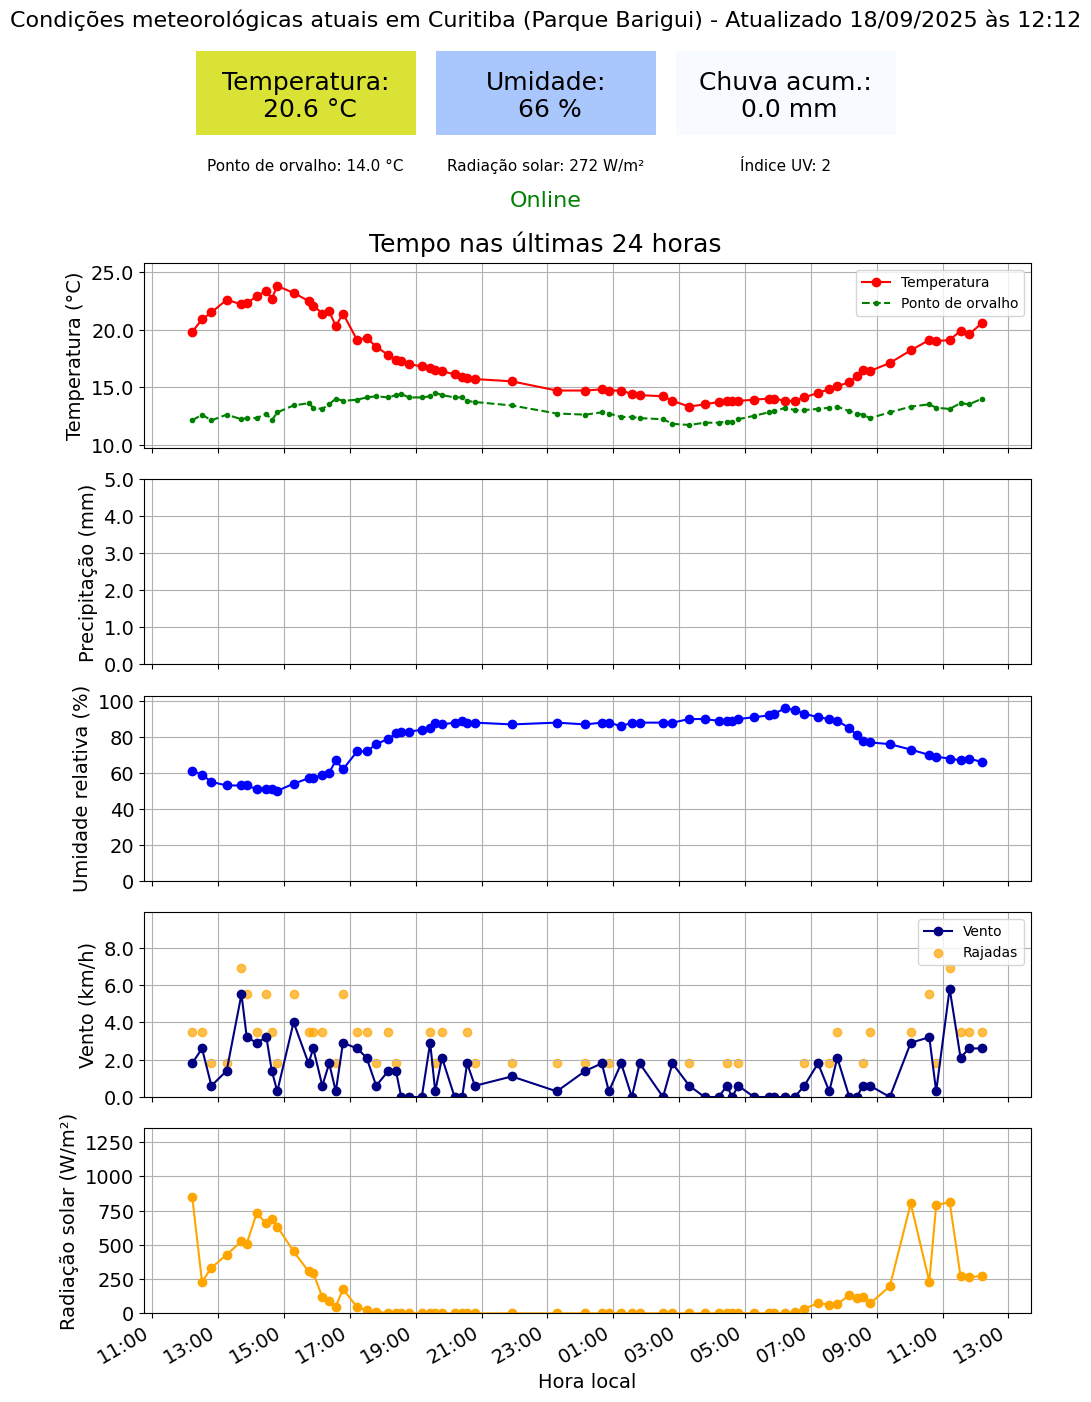 Condições meteorológicas atuais em Curitiba (Parque Barigui) - Atualizado 18/09/2025 às 12:12
Temperatura:
20.6 °C
Umidade:
66 %
Chuva acum.:
0.0 mm
Ponto de orvalho: 14.0 °C
Radiação solar: 272 W/m²
Índice UV: 2
Online
Tempo nas últimas 24 horas
Temperatura (°C)
25.0
20.0
15.0
10.0
Temperatura
Ponto de orvalho
Precipitação (mm)
5.0
4.0
3.0
2.0
1.0
0.0
Umidade relativa (%)
100
80
60
40
20
0
Vento (km/h)
8.0
6.0
4.0
2.0
0.0
Vento
Rajadas
Radiação solar (W/m²)
1250
1000
750
500
250
0
11:00
13:00
15:00
17:00
19:00
21:00
23:00
01:00
03:00
05:00
07:00
09:00
11:00
13:00
Hora local